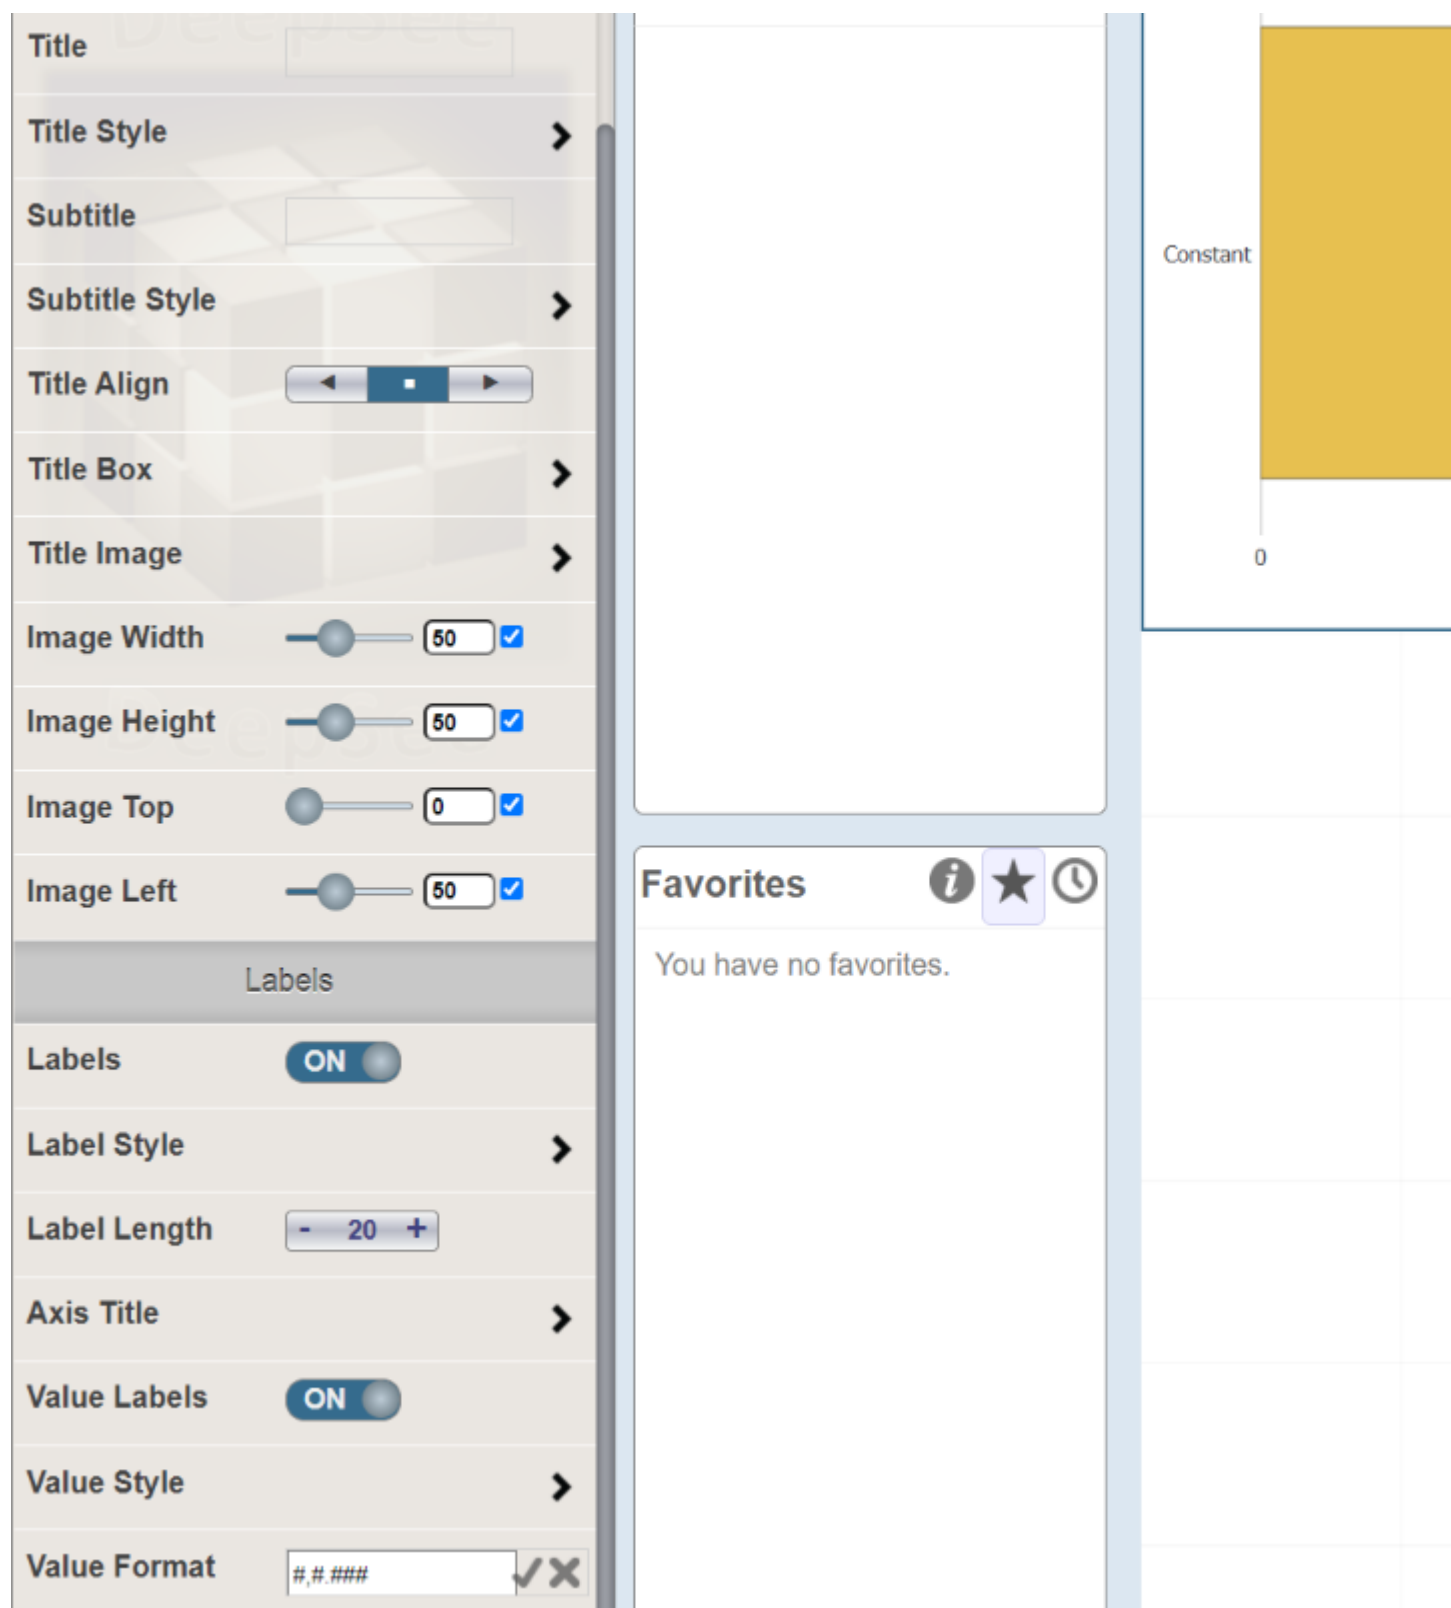 DeepSee
Title
Title Style
Subtitle
Subtitle Style
Title Align
Title Box
Title Image
Image Width 50
Image Height 50
DeepSee
Image Top 0
Image Left 50
Labels
Labels ON
Label Style
Label Length - 20 +
Axis Title
Value Labels ON
Value Style
Value Format #,#.###
Favorites
You have no favorites.
Constant
0